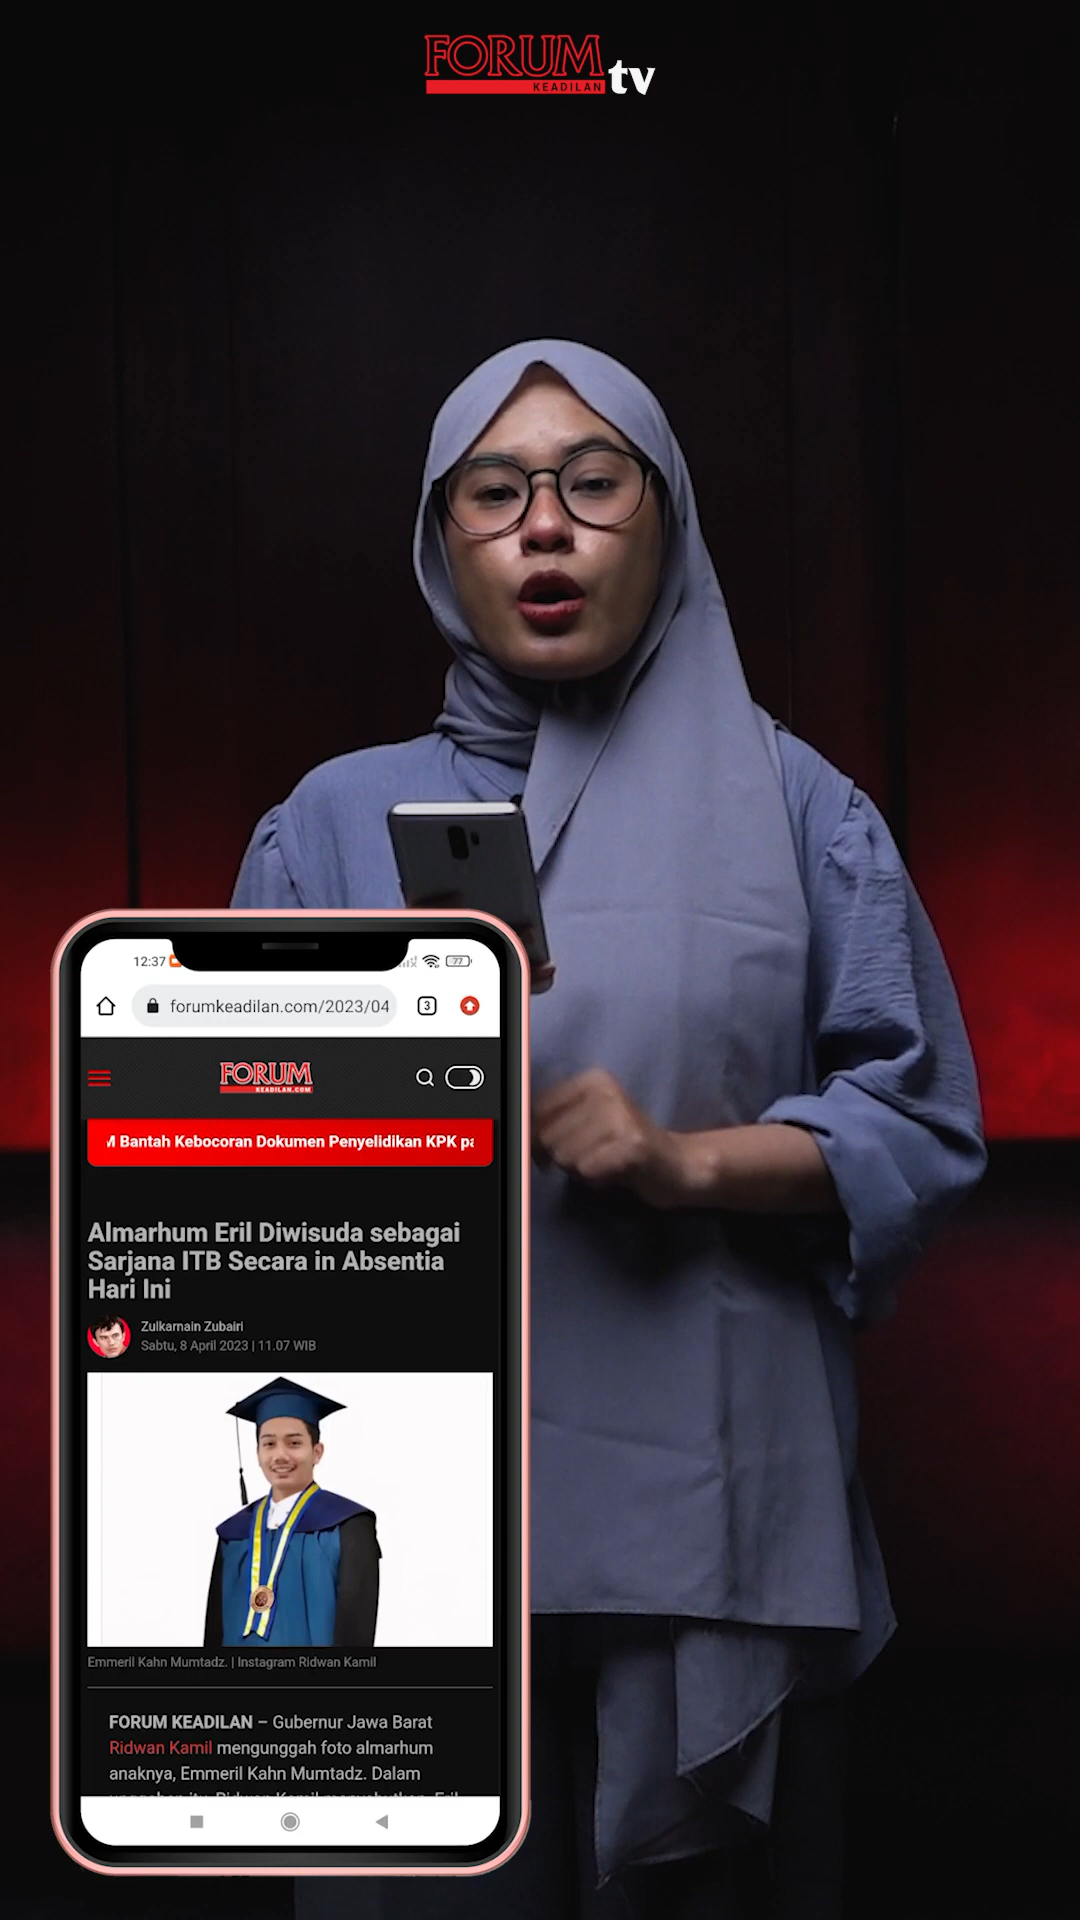 FORUM
KEADILAN tv
12:37
77
forumkeadilan.com/2023/04
3
FORUM
KEADILAN.COM
M Bantah Kebocoran Dokumen Penyelidikan KPK pa
Almarhum Eril Diwisuda sebagai
Sarjana ITB Secara in Absentia
Hari Ini
Zulkarnain Zubairi
Sabtu, 8 April 2023 | 11.07 WIB
Emmeril Kahn Mumtadz. | Instagram Ridwan Kamil
FORUM KEADILAN – Gubernur Jawa Barat
Ridwan Kamil mengunggah foto almarhum
anaknya, Emmeril Kahn Mumtadz. Dalam